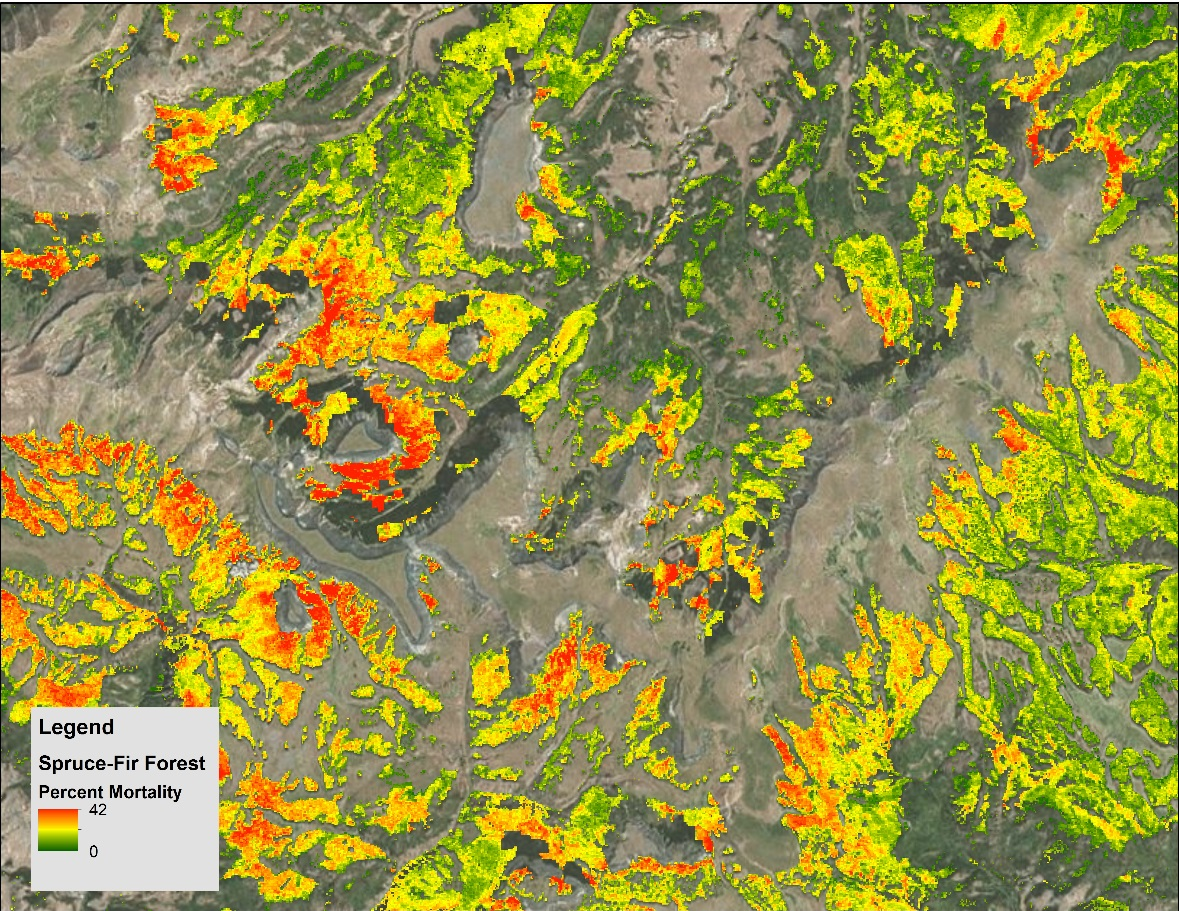 Legend
Spruce-Fir Forest
Percent Mortality
42
0